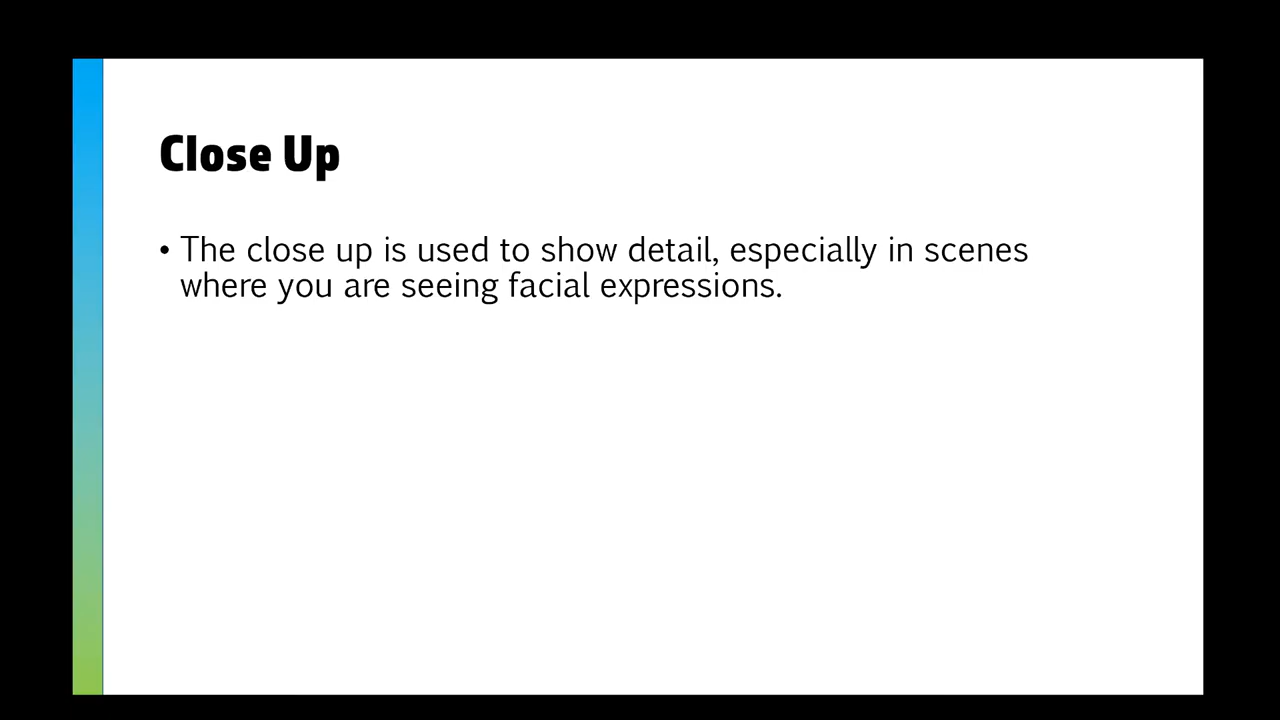 Close Up
• The close up is used to show detail, especially in scenes
where you are seeing facial expressions.